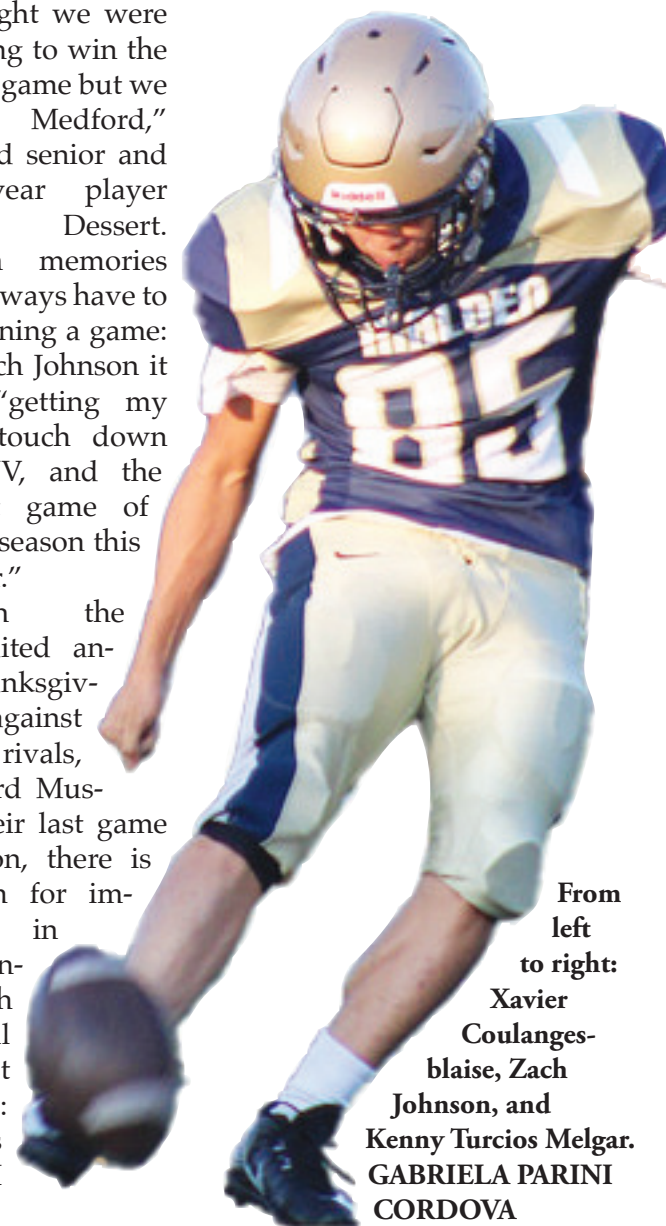 ght we were
ng to win the
game but we
Medford,”
d senior and
year player
Dessert.
memories
ways have to
ning a game:
ch Johnson it
“getting my
touch down
V, and the
game of
season this
.”
the
ited an-
nksgiv-
gainst
rivals,
rd Mus-
eir last game
on, there is
for im-
in
n-
h
l
t
:
s
Riddell
MALDEN
85
From
left
to right:
Xavier
Coulanges-
blaise, Zach
Johnson, and
Kenny Turcios Melgar.
GABRIELA PARINI
CORDOVA